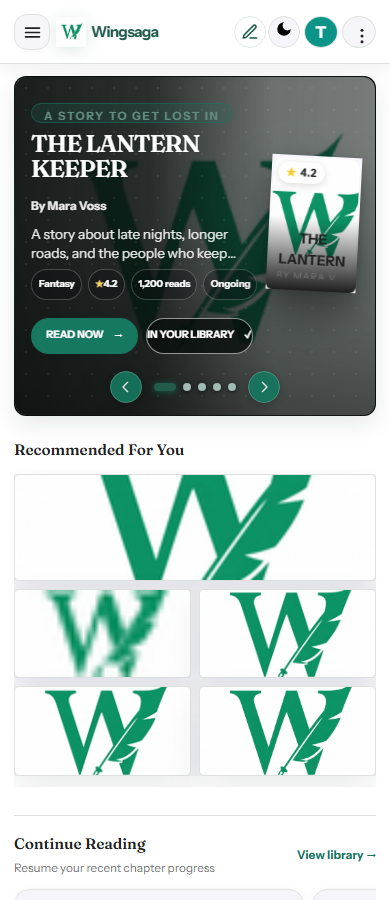 Wingsaga
T
A STORY TO GET LOST IN
THE LANTERN
KEEPER
By Mara Voss
A story about late nights, longer
roads, and the people who keep...
Fantasy
★4.2
1,200 reads
Ongoing
READ NOW →
IN YOUR LIBRARY ✓
★ 4.2
THE
LANTERN
BY MARA V
Recommended For You
Continue Reading
Resume your recent chapter progress
View library →